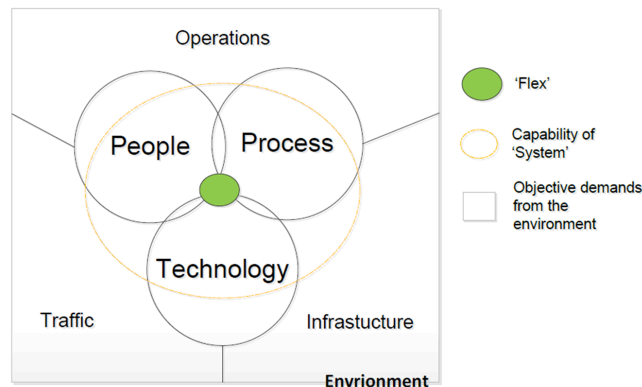 Operations
People
Process
Technology
Traffic
Infrastucture
Envrionment
'Flex'
Capability of
'System'
Objective demands
from the
environment